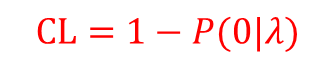 CL = 1 − P(0|λ)